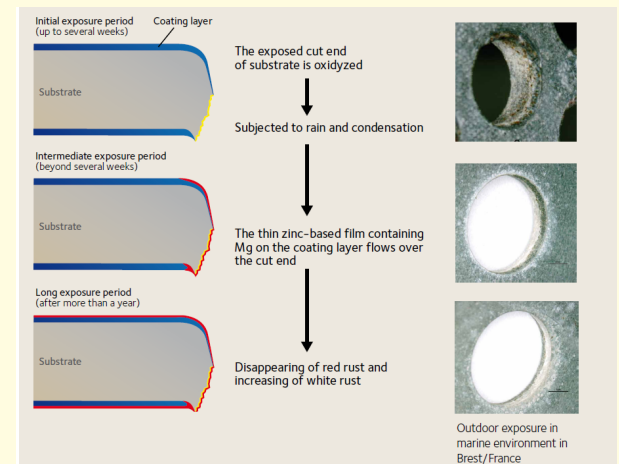 Initial exposure period
(up to several weeks)
Coating layer
Substrate
The exposed cut end
of substrate is oxidyzed
Subjected to rain and condensation
Intermediate exposure period
(beyond several weeks)
Substrate
The thin zinc-based film containing
Mg on the coating layer flows over
the cut end
Long exposure period
(after more than a year)
Substrate
Disappearing of red rust and
increasing of white rust
Outdoor exposure in
marine environment in
Brest/France